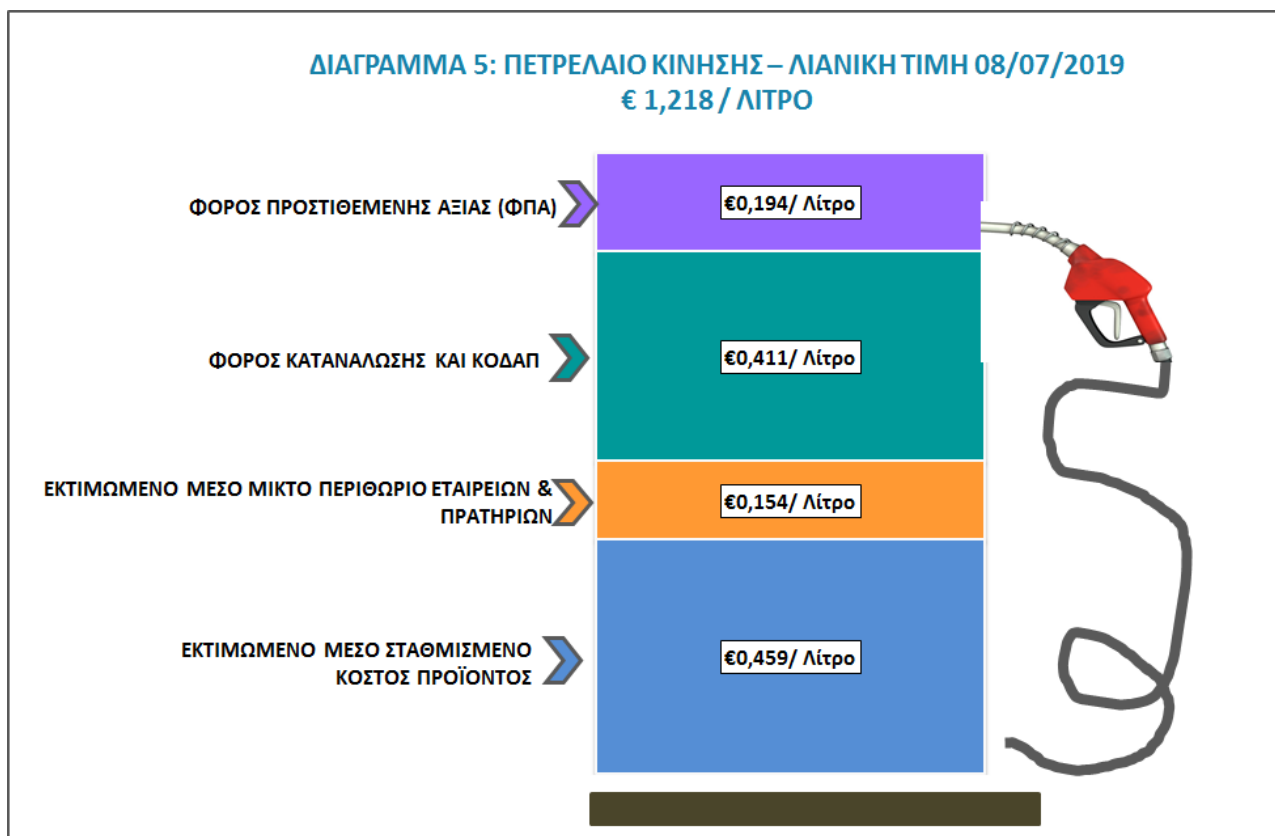 ΔΙΑΓΡΑΜΜΑ 5: ΠΕΤΡΕΛΑΙΟ ΚΙΝΗΣΗΣ – ΛΙΑΝΙΚΗ ΤΙΜΗ 08/07/2019
€ 1,218 / ΛΙΤΡΟ
ΦΟΡΟΣ ΠΡΟΣΤΙΘΕΜΕΝΗΣ ΑΞΙΑΣ (ΦΠΑ)
€0,194/ Λίτρο
ΦΟΡΟΣ ΚΑΤΑΝΑΛΩΣΗΣ ΚΑΙ ΚΟΔΑΠ
€0,411/ Λίτρο
ΕΚΤΙΜΩΜΕΝΟ ΜΕΣΟ ΜΙΚΤΟ ΠΕΡΙΘΩΡΙΟ ΕΤΑΙΡΕΙΩΝ &
ΠΡΑΤΗΡΙΩΝ
€0,154/ Λίτρο
ΕΚΤΙΜΩΜΕΝΟ ΜΕΣΟ ΣΤΑΘΜΙΣΜΕΝΟ
ΚΟΣΤΟΣ ΠΡΟΪΟΝΤΟΣ
€0,459/ Λίτρο